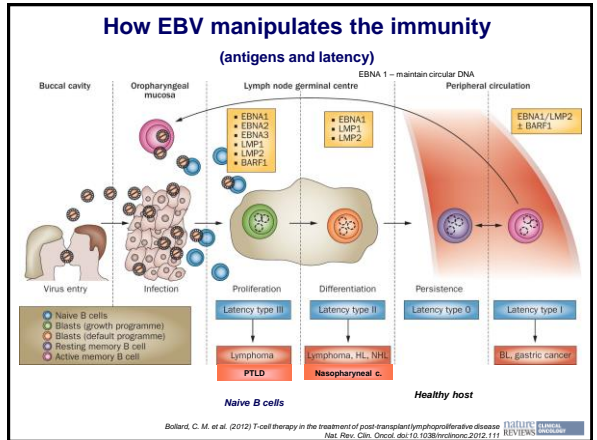 How EBV manipulates the immunity
(antigens and latency)
EBNA 1 – maintain circular DNA
Buccal cavity
Oropharyngeal
mucosa
Lymph node germinal centre
Peripheral circulation
▪ EBNA1
▪ EBNA2
▪ EBNA3
▪ LMP1
▪ LMP2
▪ BARF1
▪ EBNA1
▪ LMP1
▪ LMP2
EBNA1/LMP2
± BARF1
Virus entry
Infection
Proliferation
Differentiation
Persistence
Naive B cells
Blasts (growth programme)
Blasts (default programme)
Resting memory B cell
Active memory B cell
Latency type III
Latency type II
Latency type 0
Latency type I
Lymphoma
Lymphoma, HL, NHL
BL, gastric cancer
PTLD
Nasopharyneal c.
Naive B cells
Healthy host
Bollard, C. M. et al. (2012) T-cell therapy in the treatment of post-transplant lymphoproliferative disease
Nat. Rev. Clin. Oncol. doi:10.1038/nrclinonc.2012.111
nature
REVIEWS
CLINICAL
ONCOLOGY